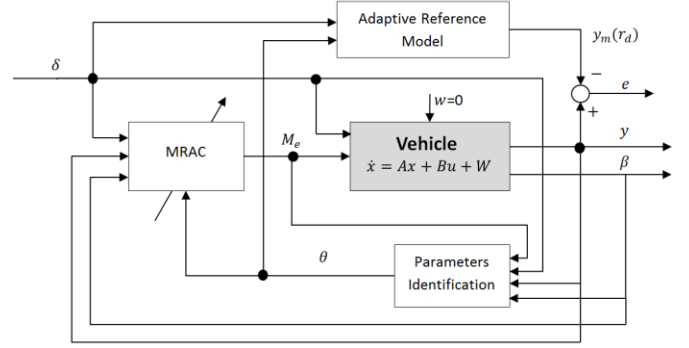 Adaptive Reference
Model
y_m(r_d)
δ
−
e
w=0
+
M_e
Vehicle
y
MRAC
ẋ = Ax + Bu + W
β
θ
Parameters
Identification